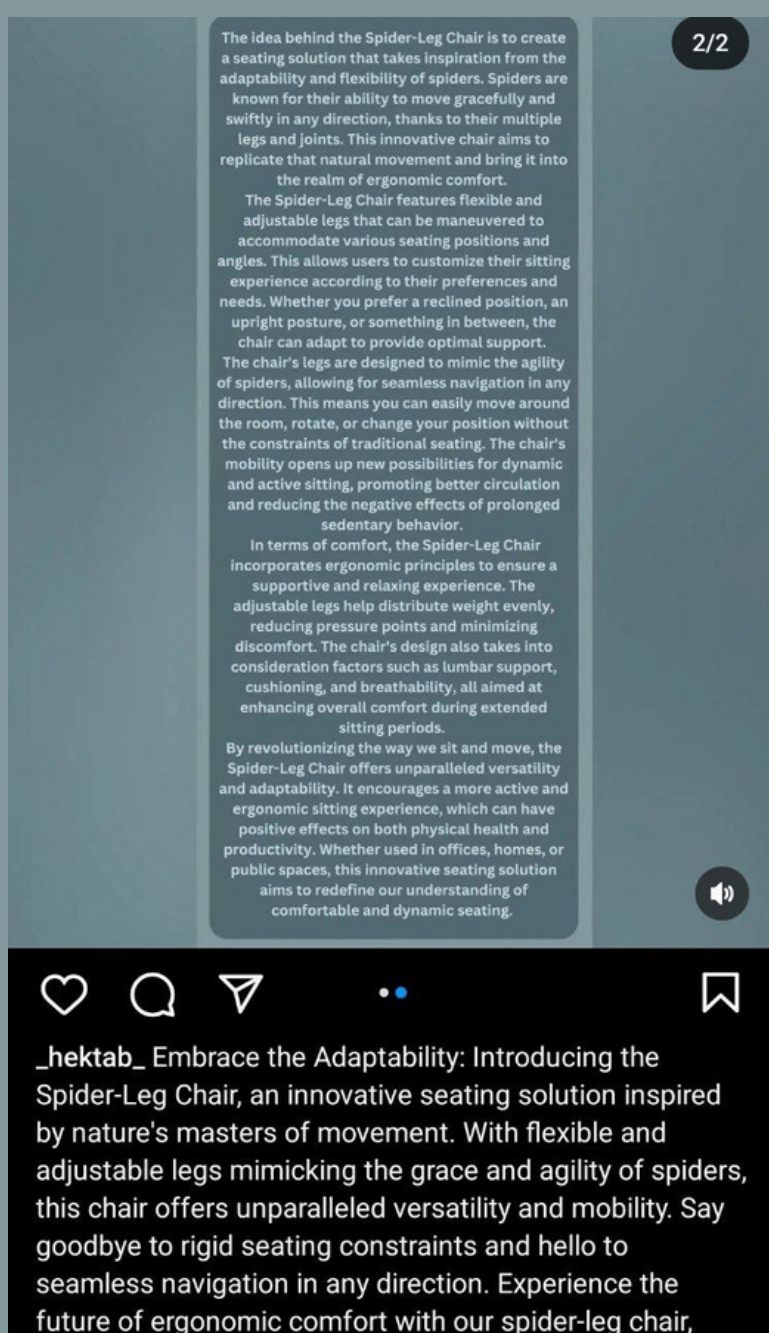 2/2
The idea behind the Spider-Leg Chair is to create
a seating solution that takes inspiration from the
adaptability and flexibility of spiders. Spiders are
known for their ability to move gracefully and
swiftly in any direction, thanks to their multiple
legs and joints. This innovative chair aims to
replicate that natural movement and bring it into
the realm of ergonomic comfort.
The Spider-Leg Chair features flexible and
adjustable legs that can be maneuvered to
accommodate various seating positions and
angles. This allows users to customize their sitting
experience according to their preferences and
needs. Whether you prefer a reclined position, an
upright posture, or something in between, the
chair can adapt to provide optimal support.
The chair's legs are designed to mimic the agility
of spiders, allowing for seamless navigation in any
direction. This means you can easily move around
the room, rotate, or change your position without
the constraints of traditional seating. The chair's
mobility opens up new possibilities for dynamic
and active sitting, promoting better circulation
and reducing the negative effects of prolonged
sedentary behavior.
In terms of comfort, the Spider-Leg Chair
incorporates ergonomic principles to ensure a
supportive and relaxing experience. The
adjustable legs help distribute weight evenly,
reducing pressure points and minimizing
discomfort. The chair's design also takes into
consideration factors such as lumbar support,
cushioning, and breathability, all aimed at
enhancing overall comfort during extended
sitting periods.
By revolutionizing the way we sit and move, the
Spider-Leg Chair offers unparalleled versatility
and adaptability. It encourages a more active and
ergonomic sitting experience, which can have
positive effects on both physical health and
productivity. Whether used in offices, homes, or
public spaces, this innovative seating solution
aims to redefine our understanding of
comfortable and dynamic seating.
_hektab_ Embrace the Adaptability: Introducing the
Spider-Leg Chair, an innovative seating solution inspired
by nature's masters of movement. With flexible and
adjustable legs mimicking the grace and agility of spiders,
this chair offers unparalleled versatility and mobility. Say
goodbye to rigid seating constraints and hello to
seamless navigation in any direction. Experience the
future of ergonomic comfort with our spider-leg chair,